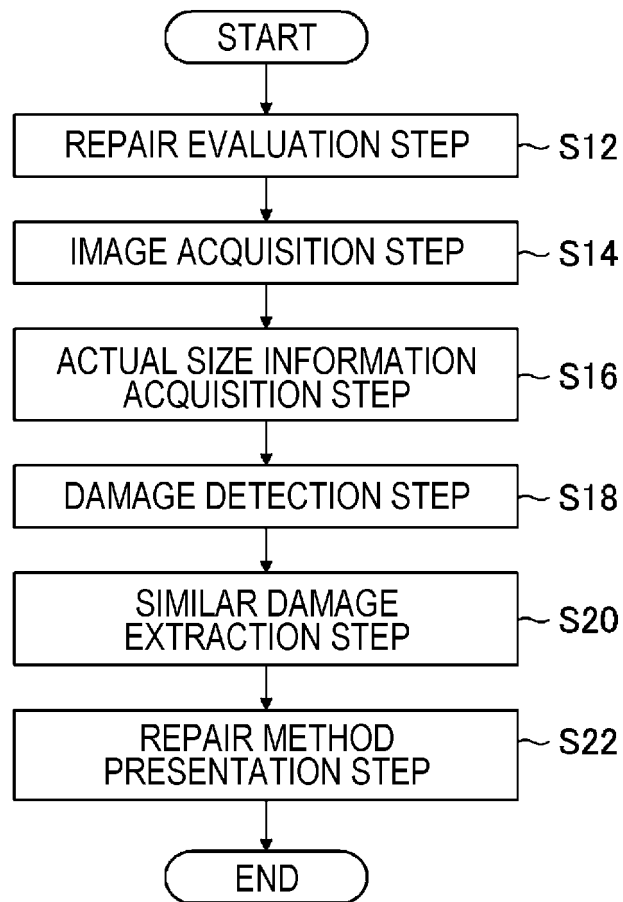 START
REPAIR EVALUATION STEP
S12
IMAGE ACQUISITION STEP
S14
ACTUAL SIZE INFORMATION
ACQUISITION STEP
S16
DAMAGE DETECTION STEP
S18
SIMILAR DAMAGE
EXTRACTION STEP
S20
REPAIR METHOD
PRESENTATION STEP
S22
END